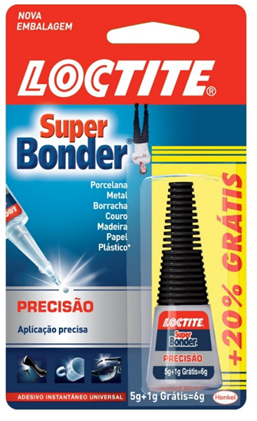 NOVA
EMBALAGEM
LOCTITE®
Super
Bonder®
Porcelana
Metal
Borracha
Couro
Madeira
Papel
Plástico*
PRECISÃO
Aplicação precisa
+20% GRÁTIS
LOCTITE
Super
Bonder
PRECISÃO
5g+1g Grátis=6g
5g+1g Grátis=6g
ADESIVO INSTANTÂNEO UNIVERSAL
Henkel